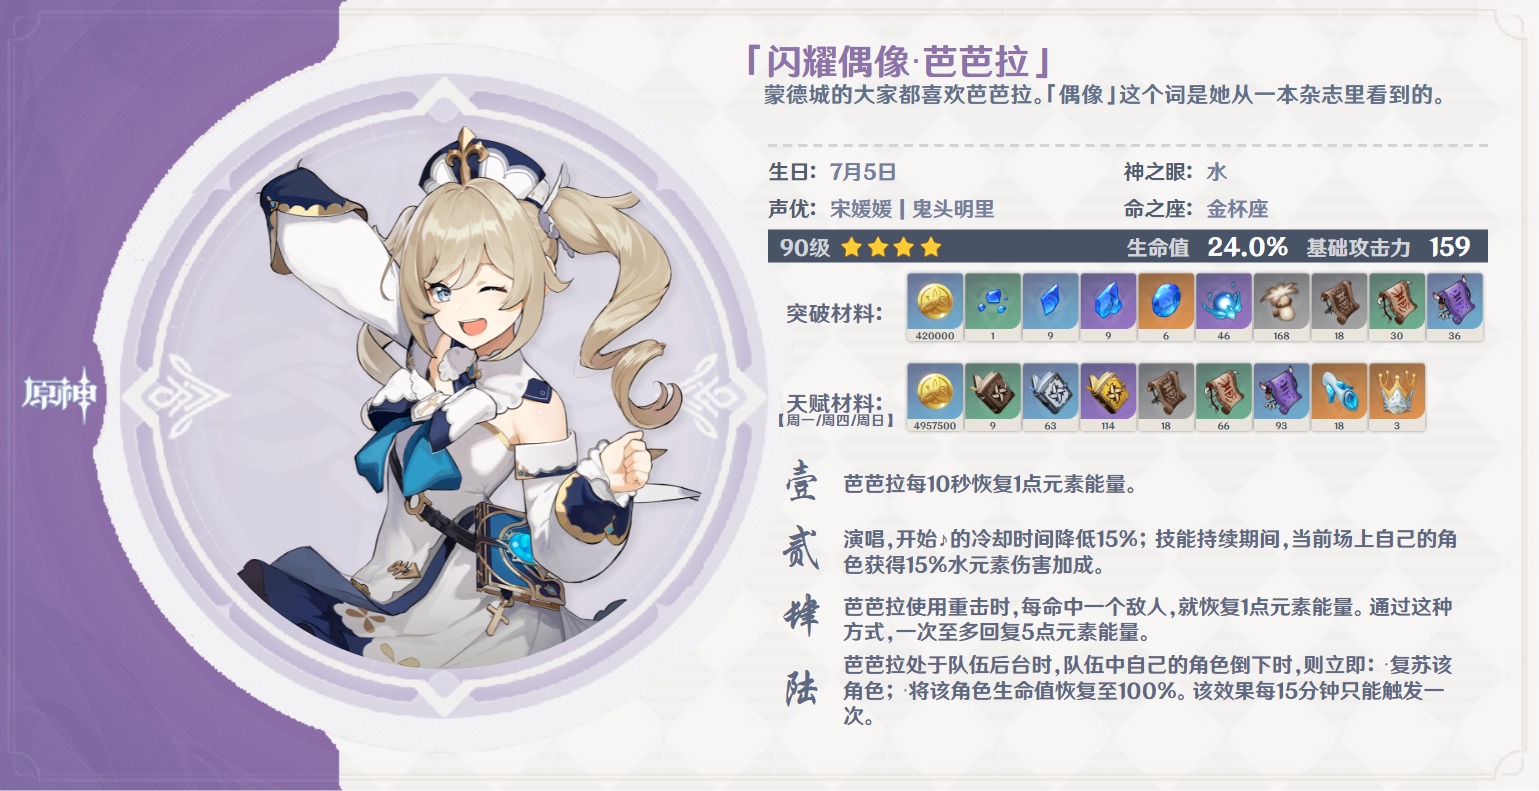 原神
「闪耀偶像·芭芭拉」
蒙德城的大家都喜欢芭芭拉。「偶像」这个词是她从一本杂志里看到的。
生日: 7月5日 神之眼: 水
声优: 宋媛媛 | 鬼头明里 命之座: 金杯座
90级 生命值 24.0% 基础攻击力 159
突破材料:
420000 1 9 9 6 46 168 18 30 36
天赋材料:
【周一/周四/周日】
4957500 9 63 114 18 66 93 18 3
壹 芭芭拉每10秒恢复1点元素能量。
贰 演唱,开始♪的冷却时间降低15%; 技能持续期间,当前场上自己的角
色获得15%水元素伤害加成。
肆 芭芭拉使用重击时,每命中一个敌人,就恢复1点元素能量。通过这种
方式,一次至多回复5点元素能量。
陆 芭芭拉处于队伍后台时,队伍中自己的角色倒下时,则立即: ·复苏该
角色; ·将该角色生命值恢复至100%。该效果每15分钟只能触发一
次。